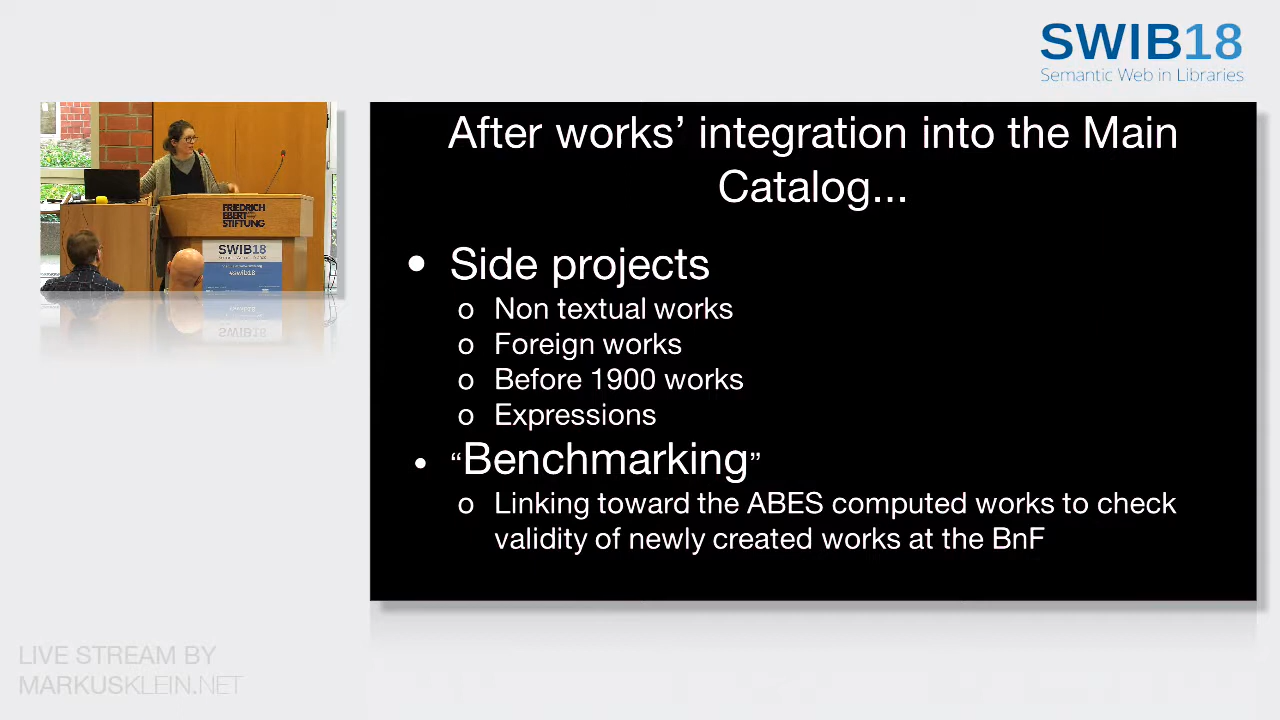 SWIB18
Semantic Web in Libraries
FRIEDRICH
EBERT
STIFTUNG
SWIB18
#swib18
After works’ integration into the Main
Catalog...
• Side projects
o Non textual works
o Foreign works
o Before 1900 works
o Expressions
• “Benchmarking”
o Linking toward the ABES computed works to check
validity of newly created works at the BnF
LIVE STREAM BY
MARKUSKLEIN.NET